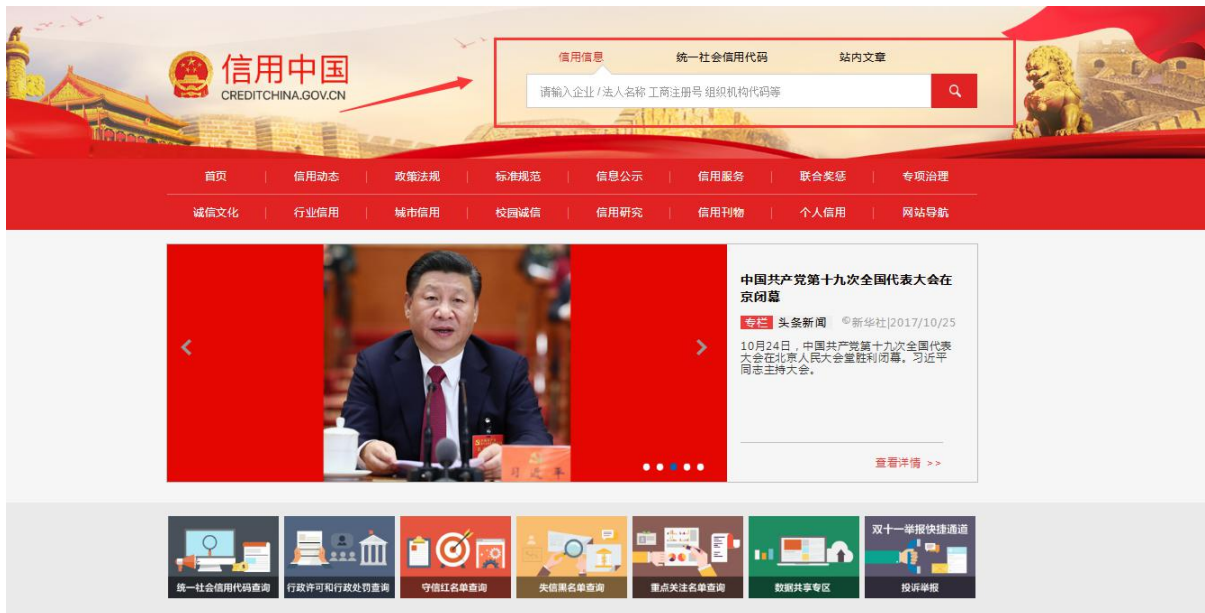 信用中国
CREDITCHINA.GOV.CN
信用信息 统一社会信用代码 站内文章
请输入企业/法人名称 工商注册号 组织机构代码等
首页 信用动态 政策法规 标准规范 信息公示 信用服务 联合奖惩 专项治理
诚信文化 行业信用 城市信用 校园诚信 信用研究 信用刊物 个人信用 网站导航
中国共产党第十九次全国代表大会在
京闭幕
专栏 头条新闻 ©新华社|2017/10/25
10月24日,中国共产党第十九次全国代表
大会在北京人民大会堂胜利闭幕。习近平
同志主持大会。
习近平
查看详情 >>
双十一举报快捷通道
统一社会信用代码查询 行政许可和行政处罚查询 守信红名单查询 失信黑名单查询 重点关注名单查询 数据共享专区 投诉举报